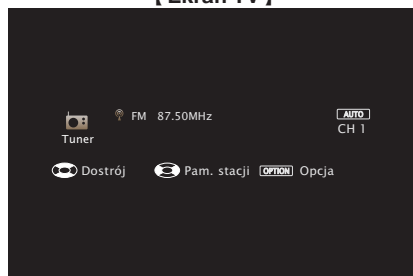 【Ekran TV】
FM 87.50MHz
AUTO
CH 1
Tuner
Dostrój Pam. stacji OPTION Opcja